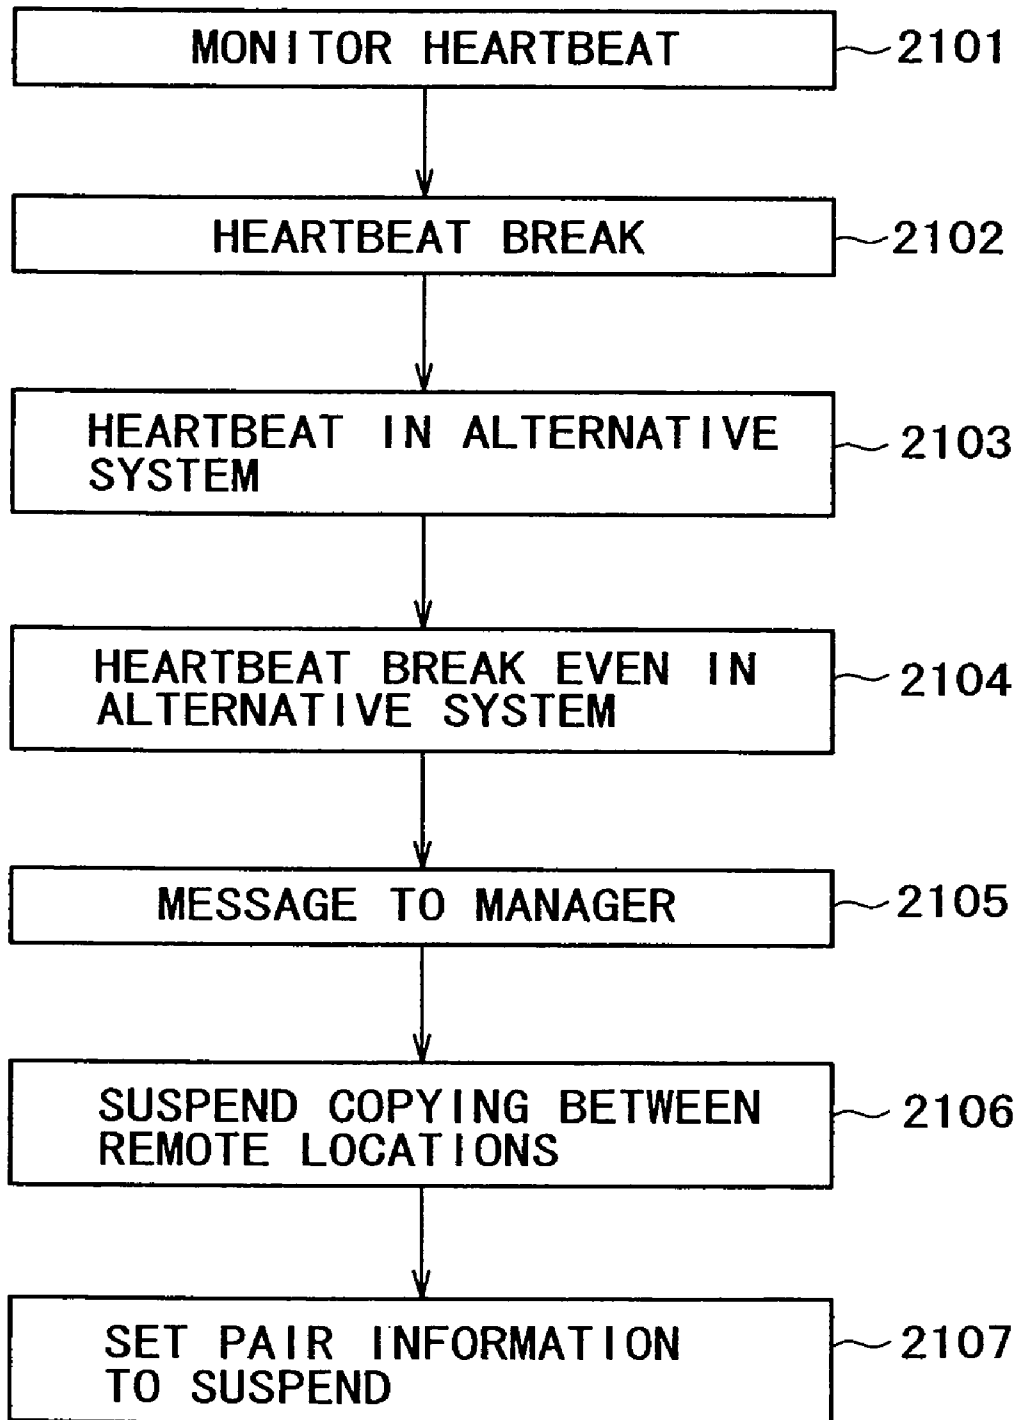 MONITOR HEARTBEAT 2101
HEARTBEAT BREAK 2102
HEARTBEAT IN ALTERNATIVE
SYSTEM
2103
HEARTBEAT BREAK EVEN IN
ALTERNATIVE SYSTEM
2104
MESSAGE TO MANAGER 2105
SUSPEND COPYING BETWEEN
REMOTE LOCATIONS
2106
SET PAIR INFORMATION
TO SUSPEND
2107